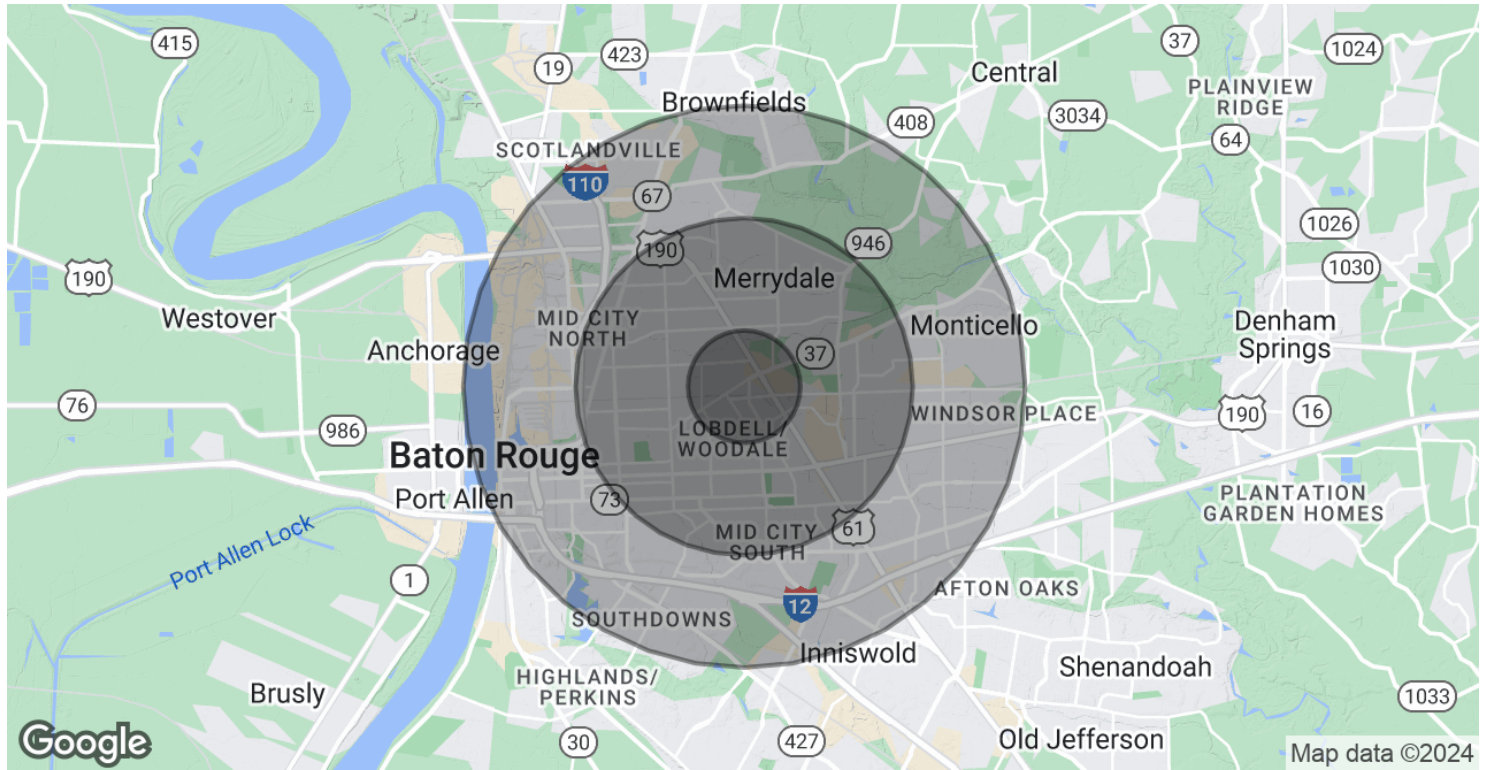 415
19
423
37
1024
Central
PLAINVIEW
RIDGE
Brownfields
408
3034
64
SCOTLANDVILLE
110
67
1026
190
946
1030
190
Merrydale
Westover
MID CITY
NORTH
Monticello
Denham
Springs
Anchorage
37
76
986
LOBDELL/
WOODALE
WINDSOR PLACE
190
16
Baton Rouge
Port Allen
73
MID CITY
SOUTH
61
PLANTATION
GARDEN HOMES
Port Allen Lock
1
12
AFTON OAKS
SOUTHDOWNS
Inniswold
Shenandoah
HIGHLANDS/
PERKINS
Brusly
1033
Google
30
427
Old Jefferson
Map data ©2024